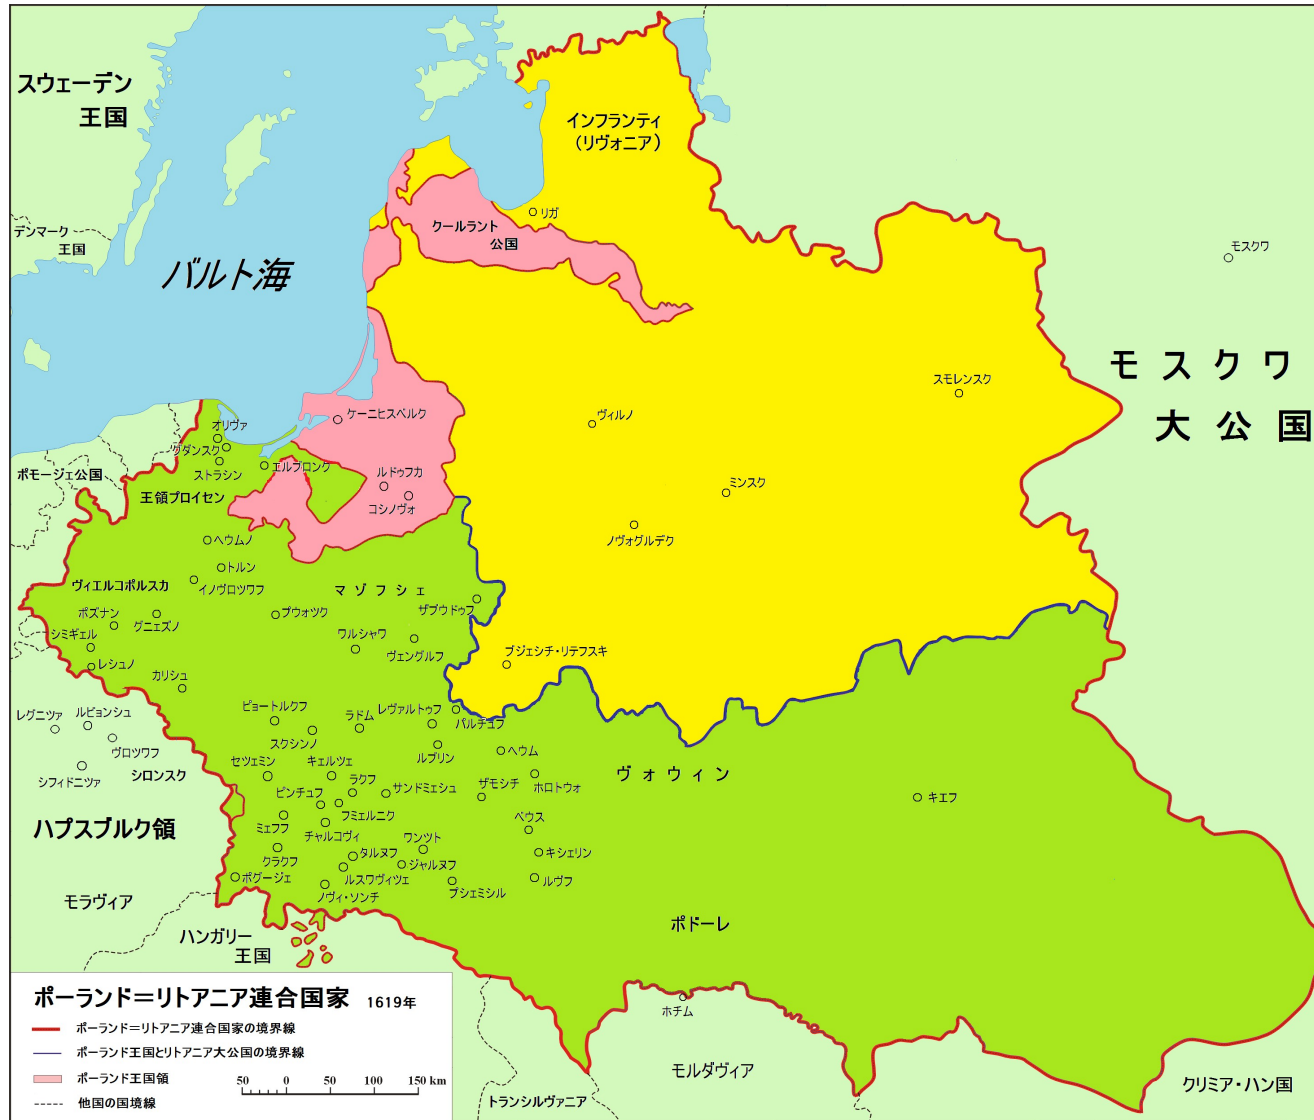 スウェーデン
王国
インフランティ
(リヴォニア)
リガ
クールラント
公国
デンマーク
王国
モスクワ
バルト海
モスクワ
大公国
スモレンスク
ヴィルノ
ケーニヒスベルク
オリヴァ
グダンスク
ストラシン
エルブロンク
ポモージェ公国
王領プロイセン
ルドゥフカ
コシノヴォ
ミンスク
ノヴォグルデク
ヘウムノ
トルン
イノヴロツワフ
ヴィエルコポルスカ
マゾフシェ
ザブウドゥフ
ポズナン
グニェズノ
プウォツク
シミギェル
レシュノ
ワルシャワ
ヴェングルフ
ブジェシチ・リテフスキ
カリシュ
レグニツァ
ルビョンシュ
ヴロツワフ
シフィドニツァ
シロンスク
ピョートルクフ
スクシンノ
ラドム
レヴァルトゥフ
パルチュフ
ルブリン
ヘウム
ヴォウィン
セツェミン
キェルツェ
ラクフ
サンドミェシュ
ザモシチ
ホロトウォ
ピンチュフ
フミェルニク
ミェフフ
チャルコヴィ
ベウス
キエフ
ハプスブルク領
クラクフ
タルヌフ
ワンツト
ジャルヌフ
キシェリン
ボグージェ
ルスワヴィツェ
ノヴィ・ソンチ
プシェミシル
ルヴフ
モラヴィア
ハンガリー
王国
ポドーレ
ホチム
モルダヴィア
トランシルヴァニア
クリミア・ハン国
ポーランド=リトアニア連合国家 1619年
ポーランド=リトアニア連合国家の境界線
ポーランド王国とリトアニア大公国の境界線
ポーランド王国領
他国の国境線
50 0 50 100 150 km